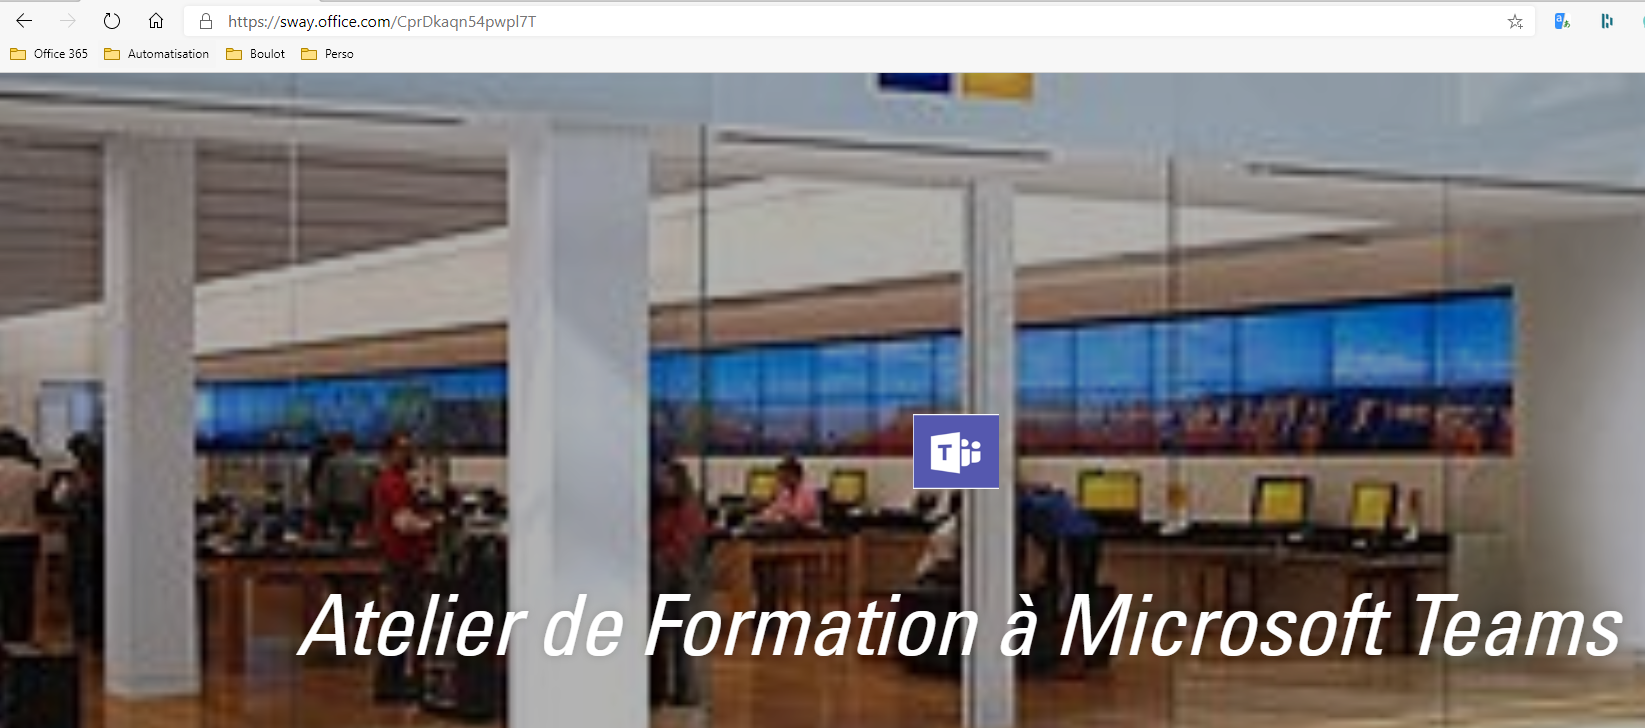 https://sway.office.com/CprDkaqn54pwpl7T
Office 365 Automatisation Boulot Perso
T
Atelier de Formation à Microsoft Teams